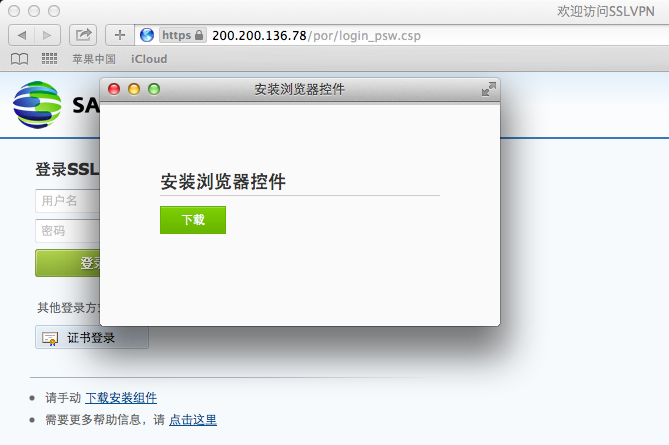 欢迎访问SSLVPN
https 200.200.136.78/por/login_psw.csp
苹果中国 iCloud
安装浏览器控件
SA
登录SSL
安装浏览器控件
用户名
下载
密码
登录
其他登录方式
证书登录
请手动 下载安装组件
需要更多帮助信息，请 点击这里